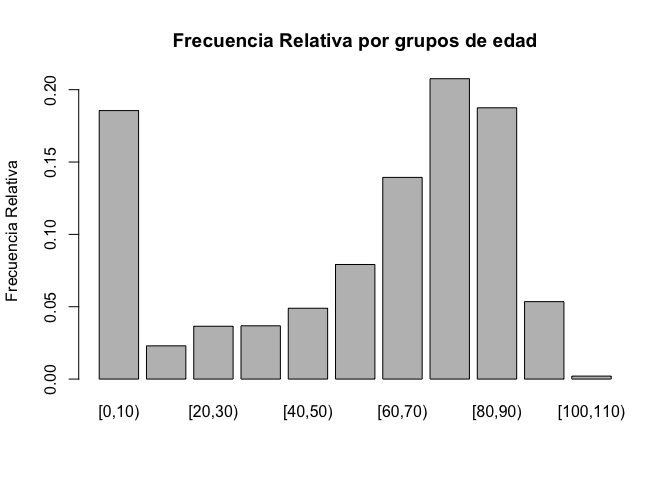 Frecuencia Relativa por grupos de edad
Frecuencia Relativa
0.20
0.15
0.10
0.05
0.00
[0,10) [20,30) [40,50) [60,70) [80,90) [100,110)